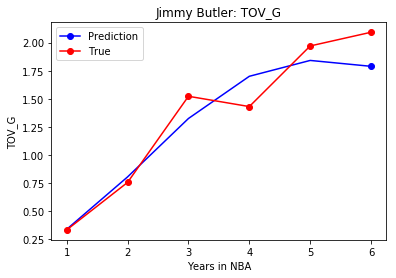 Jimmy Butler: TOV_G
Prediction
True
2.00
1.75
1.50
1.25
1.00
0.75
0.50
0.25
TOV_G
1 2 3 4 5 6
Years in NBA